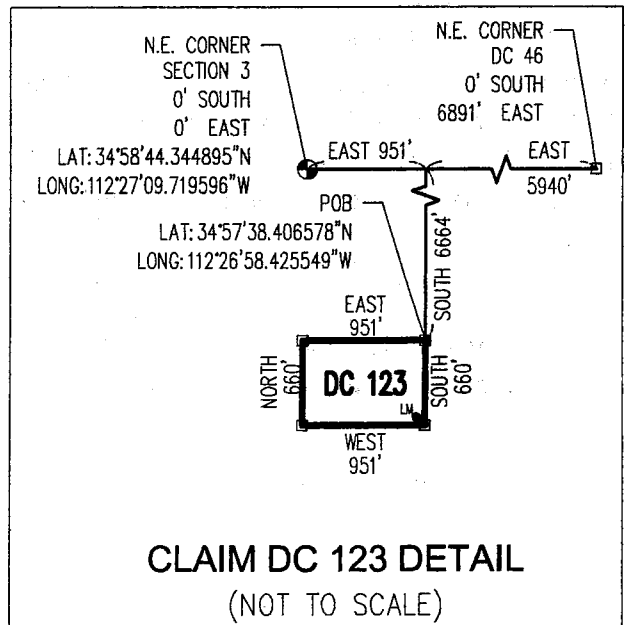 N.E. CORNER
SECTION 3
0' SOUTH
0' EAST
LAT: 34°58'44.344895"N
LONG: 112°27'09.719596"W
N.E. CORNER
DC 46
0' SOUTH
6891' EAST
EAST 951'
EAST
5940'
POB
LAT: 34°57'38.406578"N
LONG: 112°26'58.425549"W
SOUTH 6664'
EAST
951'
NORTH
660'
DC 123
LM
SOUTH
660'
WEST
951'
CLAIM DC 123 DETAIL
(NOT TO SCALE)